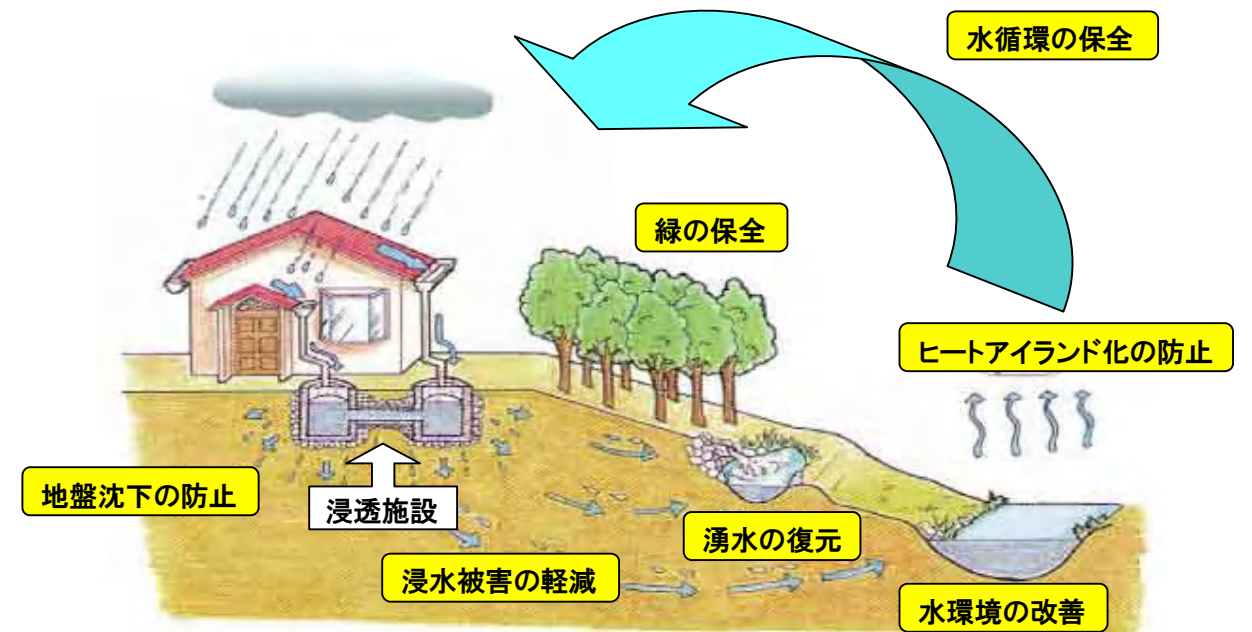 水循環の保全
緑の保全
ヒートアイランド化の防止
地盤沈下の防止
浸透施設
湧水の復元
浸水被害の軽減
水環境の改善